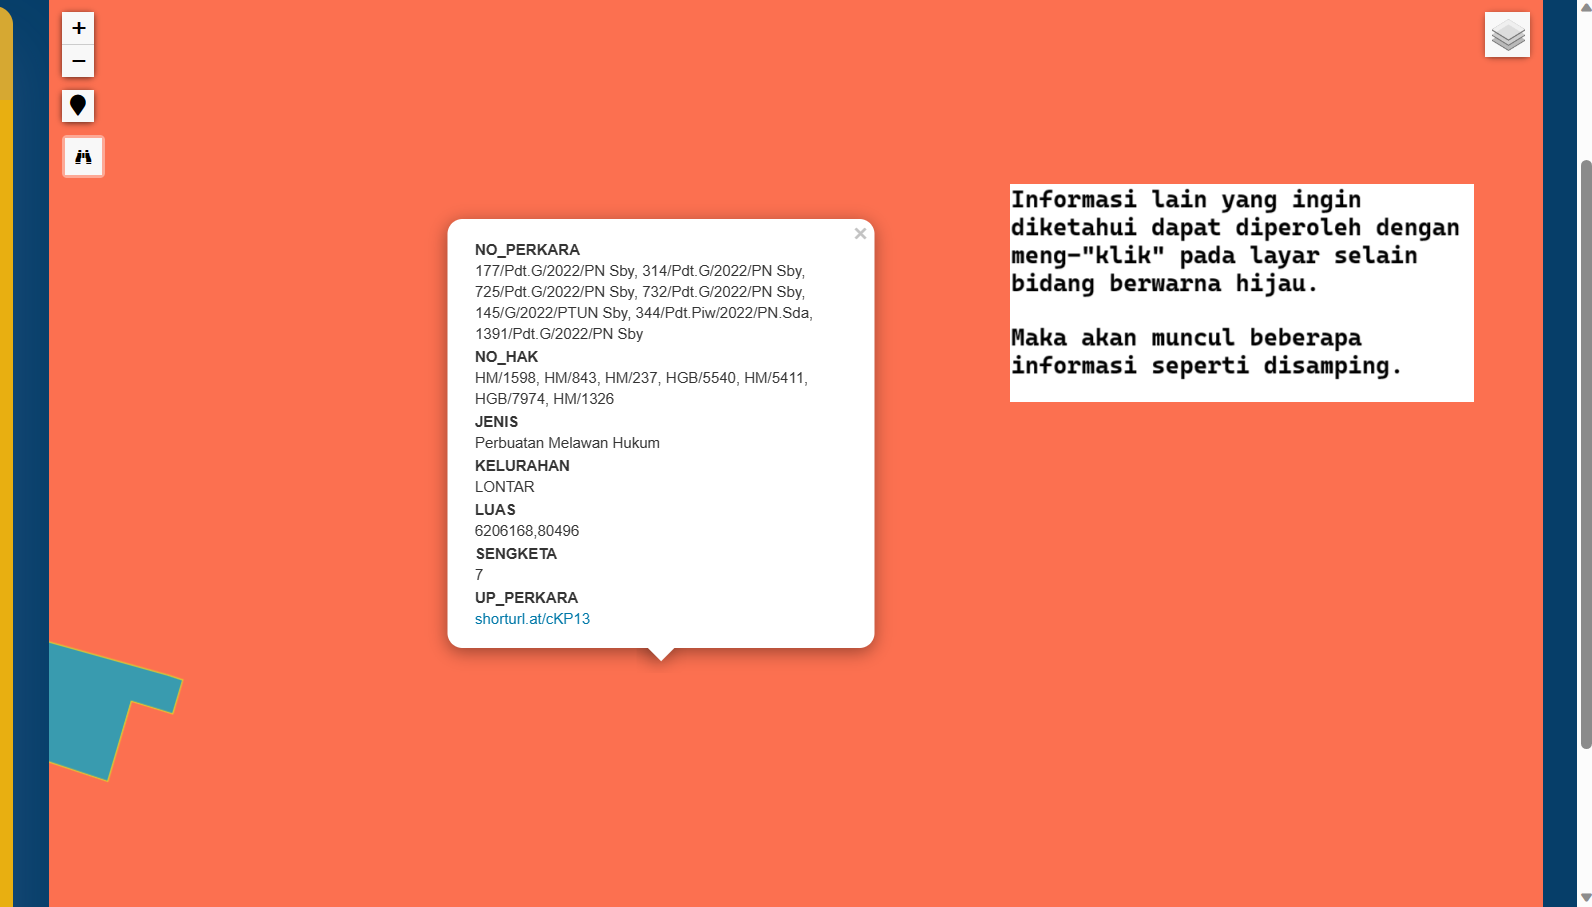 +
−
NO_PERKARA
177/Pdt.G/2022/PN Sby, 314/Pdt.G/2022/PN Sby,
725/Pdt.G/2022/PN Sby, 732/Pdt.G/2022/PN Sby,
145/G/2022/PTUN Sby, 344/Pdt.Piw/2022/PN.Sda,
1391/Pdt.G/2022/PN Sby
NO_HAK
HM/1598, HM/843, HM/237, HGB/5540, HM/5411,
HGB/7974, HM/1326
JENIS
Perbuatan Melawan Hukum
KELURAHAN
LONTAR
LUAS
6206168,80496
SENGKETA
7
UP_PERKARA
shorturl.at/cKP13
Informasi lain yang ingin
diketahui dapat diperoleh dengan
meng-"klik" pada layar selain
bidang berwarna hijau.
Maka akan muncul beberapa
informasi seperti disamping.